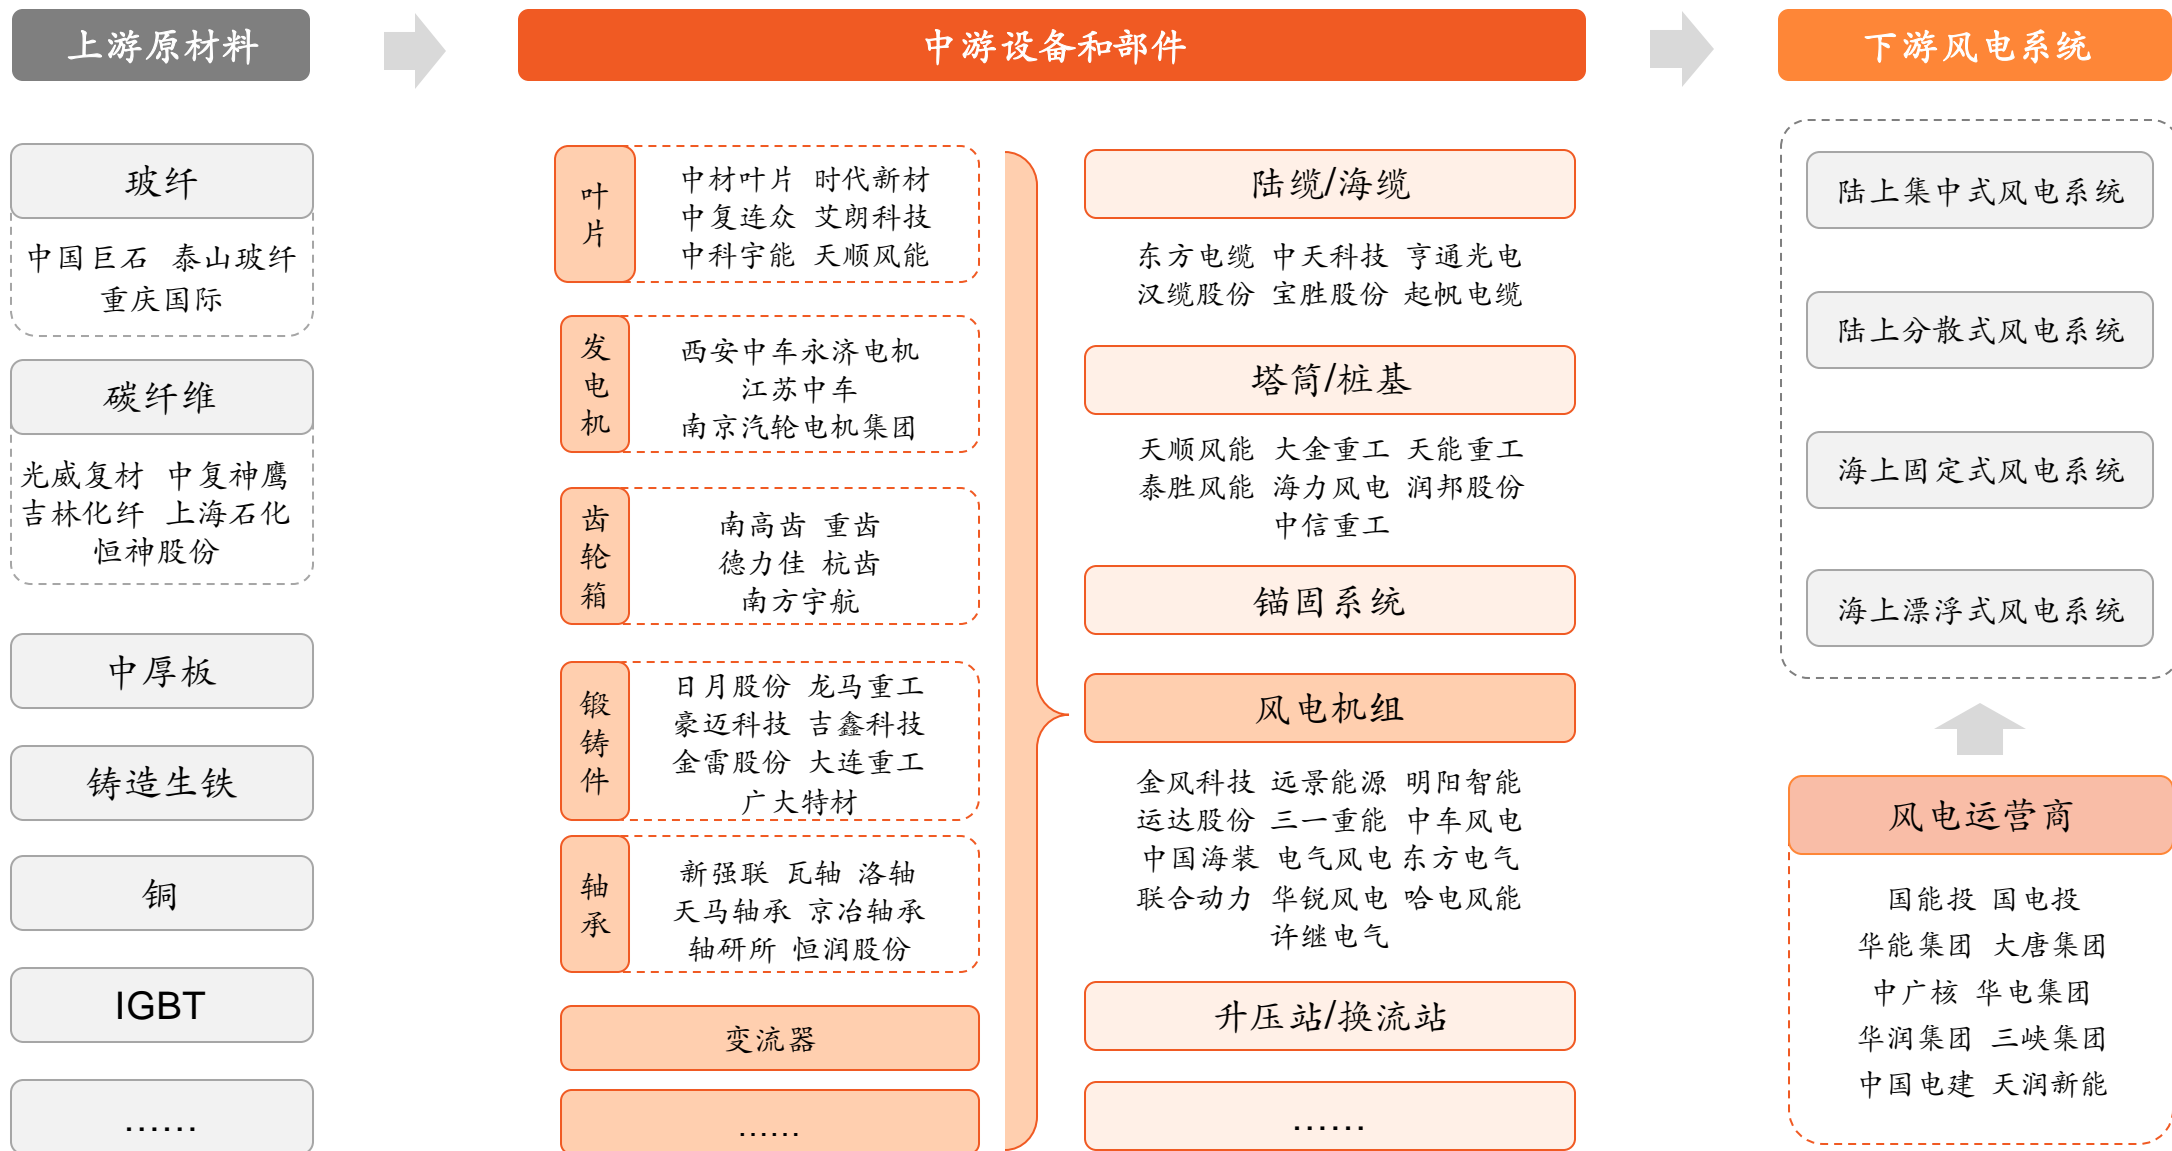 上游原材料
中游设备和部件
下游风电系统
玻纤
中国巨石 泰山玻纤
重庆国际
碳纤维
光威复材 中复神鹰
吉林化纤 上海石化
恒神股份
中厚板
铸造生铁
铜
IGBT
......
叶片
中材叶片 时代新材
中复连众 艾朗科技
中科宇能 天顺风能
发电机
西安中车永济电机
江苏中车
南京汽轮电机集团
齿轮箱
南高齿 重齿
德力佳 杭齿
南方宇航
锻铸件
日月股份 龙马重工
豪迈科技 吉鑫科技
金雷股份 大连重工
广大特材
轴承
新强联 瓦轴 洛轴
天马轴承 京冶轴承
轴研所 恒润股份
变流器
......
陆缆/海缆
东方电缆 中天科技 亨通光电
汉缆股份 宝胜股份 起帆电缆
塔筒/桩基
天顺风能 大金重工 天能重工
泰胜风能 海力风电 润邦股份
中信重工
锚固系统
风电机组
金风科技 远景能源 明阳智能
运达股份 三一重能 中车风电
中国海装 电气风电 东方电气
联合动力 华锐风电 哈电风能
许继电气
升压站/换流站
......
陆上集中式风电系统
陆上分散式风电系统
海上固定式风电系统
海上漂浮式风电系统
风电运营商
国能投 国电投
华能集团 大唐集团
中广核 华电集团
华润集团 三峡集团
中国电建 天润新能